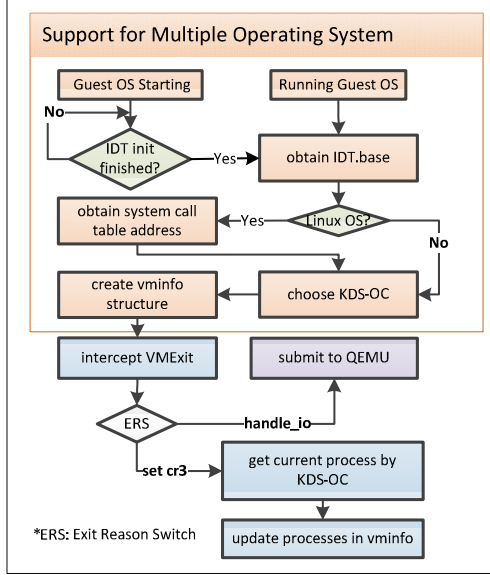 Support for Multiple Operating System
Guest OS Starting
Running Guest OS
No
IDT init
finished?
Yes
obtain IDT.base
obtain system call
table address
Yes
Linux OS?
No
create vminfo
structure
choose KDS-OC
intercept VMExit
submit to QEMU
ERS
handle_io
set cr3
get current process by
KDS-OC
*ERS: Exit Reason Switch
update processes in vminfo